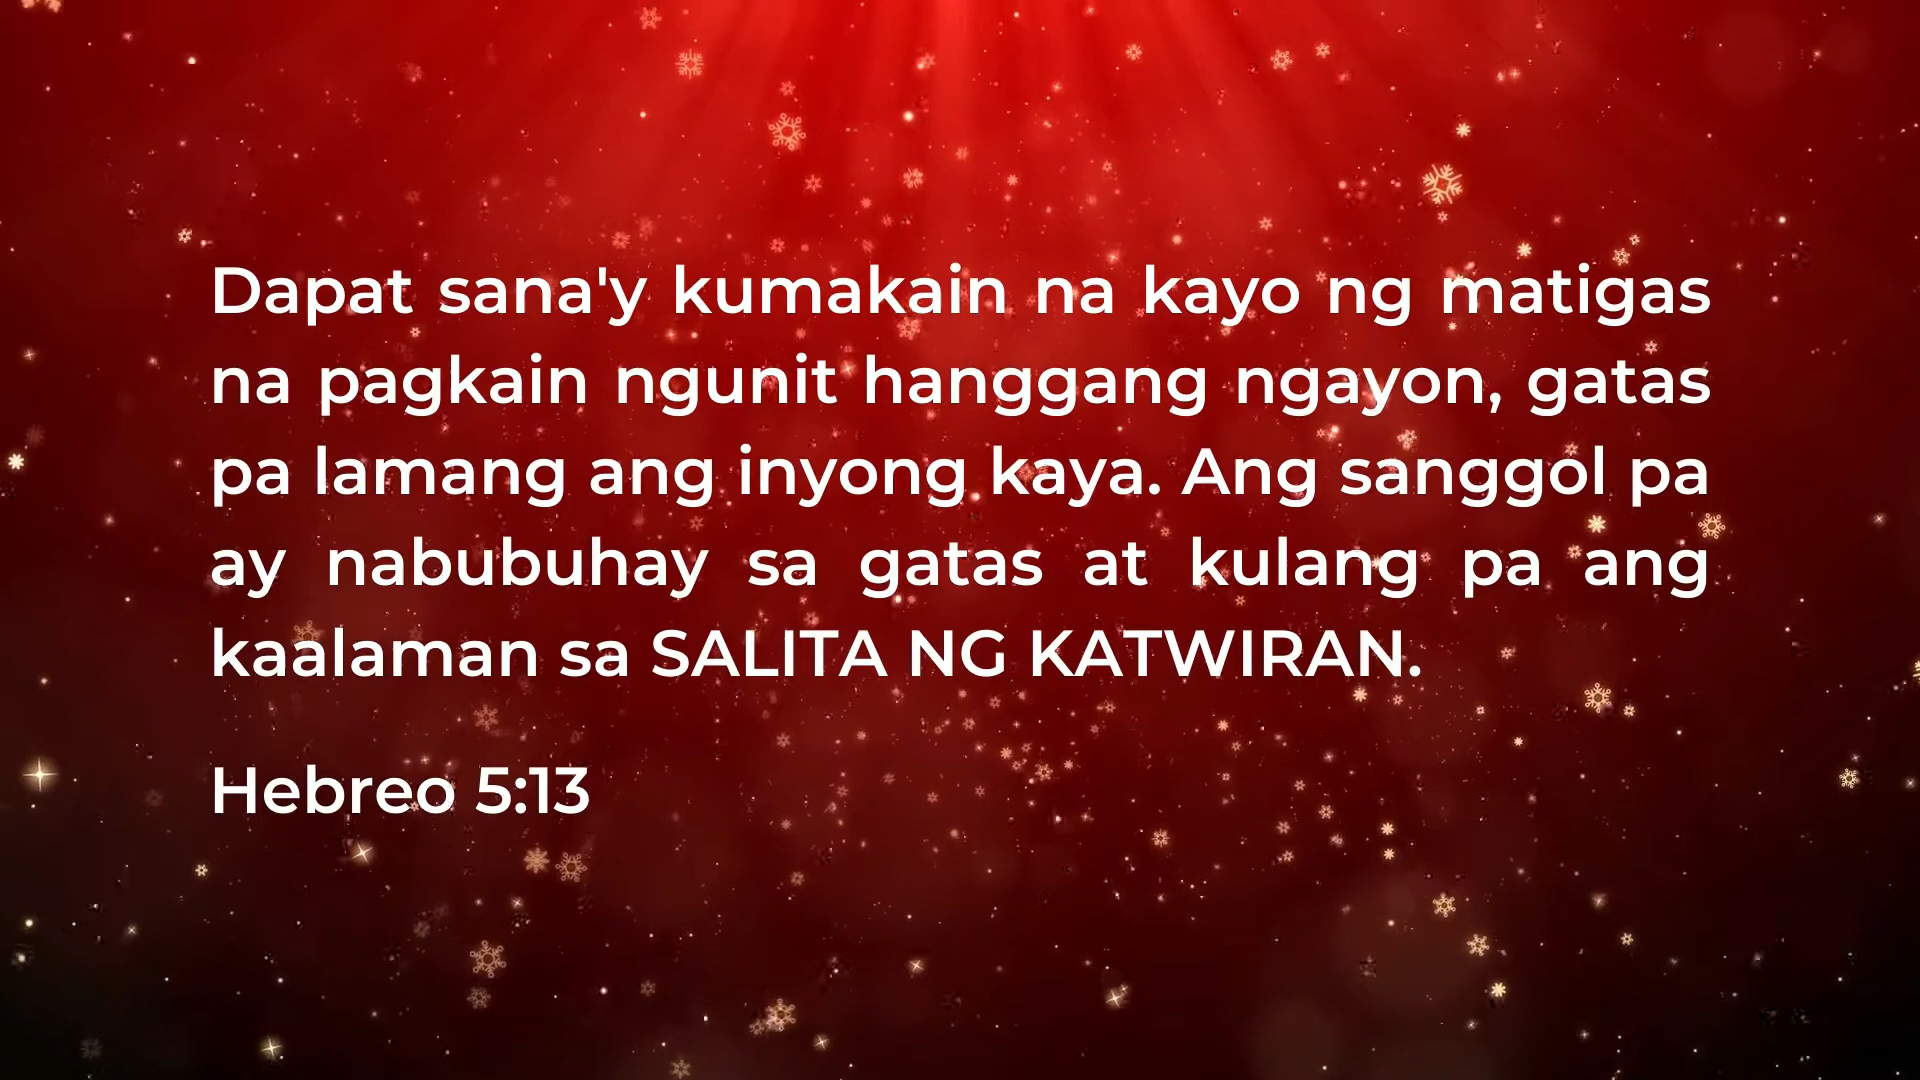 Dapat sana'y kumakain na kayo ng matigas
na pagkain ngunit hanggang ngayon, gatas
pa lamang ang inyong kaya. Ang sanggol pa
ay nabubuhay sa gatas at kulang pa ang
kaalaman sa SALITA NG KATWIRAN.
Hebreo 5:13